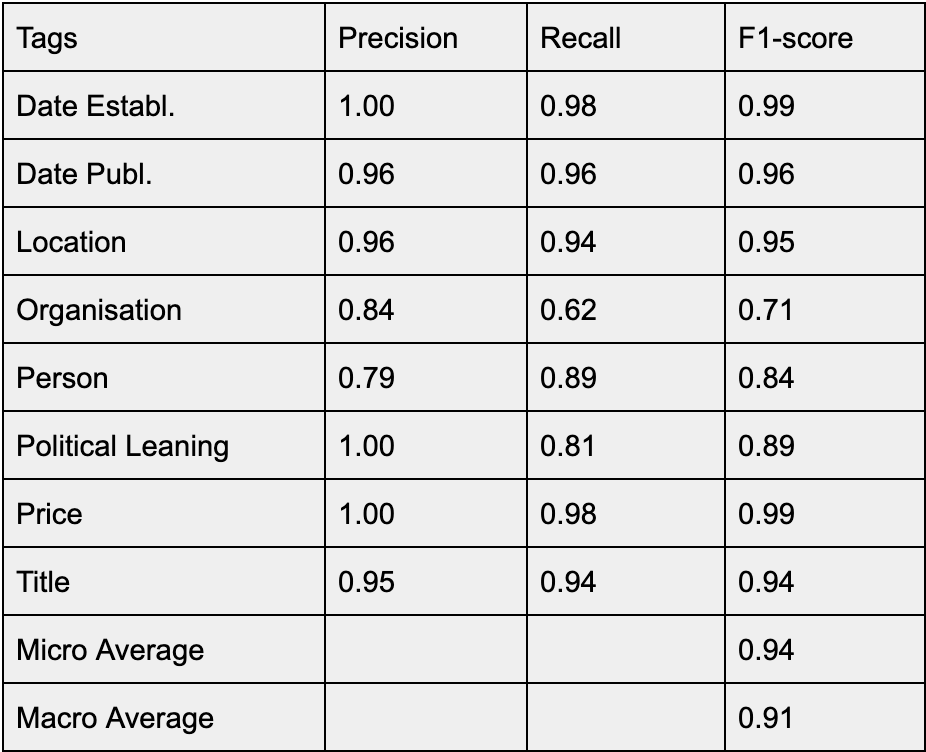 Tags Precision Recall F1-score
Date Establ. 1.00 0.98 0.99
Date Publ. 0.96 0.96 0.96
Location 0.96 0.94 0.95
Organisation 0.84 0.62 0.71
Person 0.79 0.89 0.84
Political Leaning 1.00 0.81 0.89
Price 1.00 0.98 0.99
Title 0.95 0.94 0.94
Micro Average 0.94
Macro Average 0.91